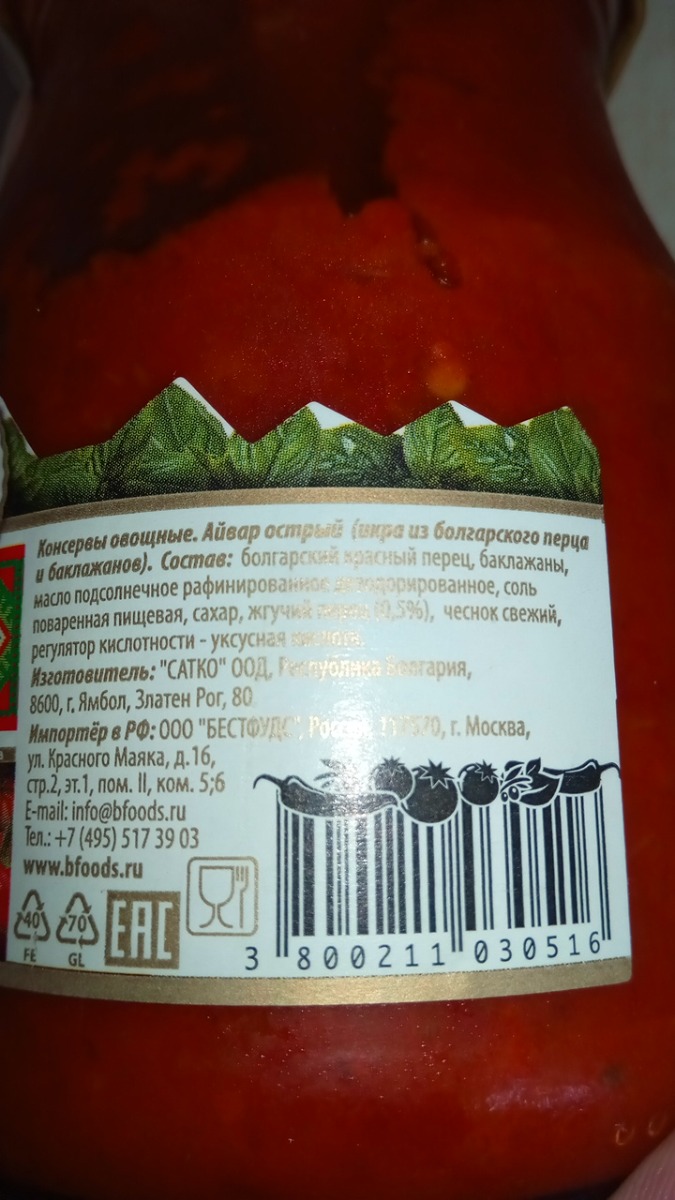 Консервы овощные. Айвар острый (икра из болгарского перца
и баклажанов). Состав: болгарский красный перец, баклажаны,
масло подсолнечное рафинированное дезодорированное, соль
поваренная пищевая, сахар, жгучий перец (0,5%), чеснок свежий,
регулятор кислотности - уксусная кислота.
Изготовитель: "САТКО" ООД, Республика Болгария,
8600, г. Ямбол, Златен Рог, 80
Импортёр в РФ: ООО "БЕСТФУДС", Россия, г. Москва,
ул. Красного Маяка, д.16,
стр.2, эт.1, пом. II, ком. 5;6
E-mail: info@bfoods.ru
Тел.: +7 (495) 517 39 03
www.bfoods.ru
40 70 EAC
FE GL
3 800211 030516